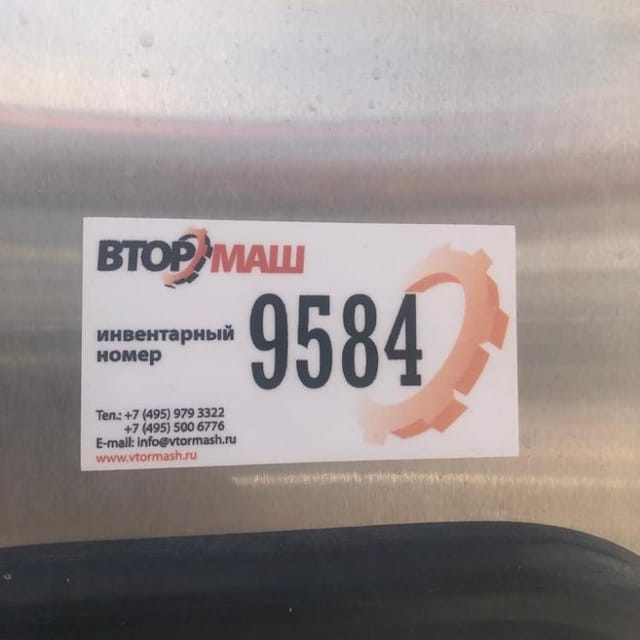 ВТОРМАШ
инвентарный
номер
9584
Тел.: +7 (495) 979 3322
+7 (495) 500 6776
E-mail: info@vtormash.ru
www.vtormash.ru